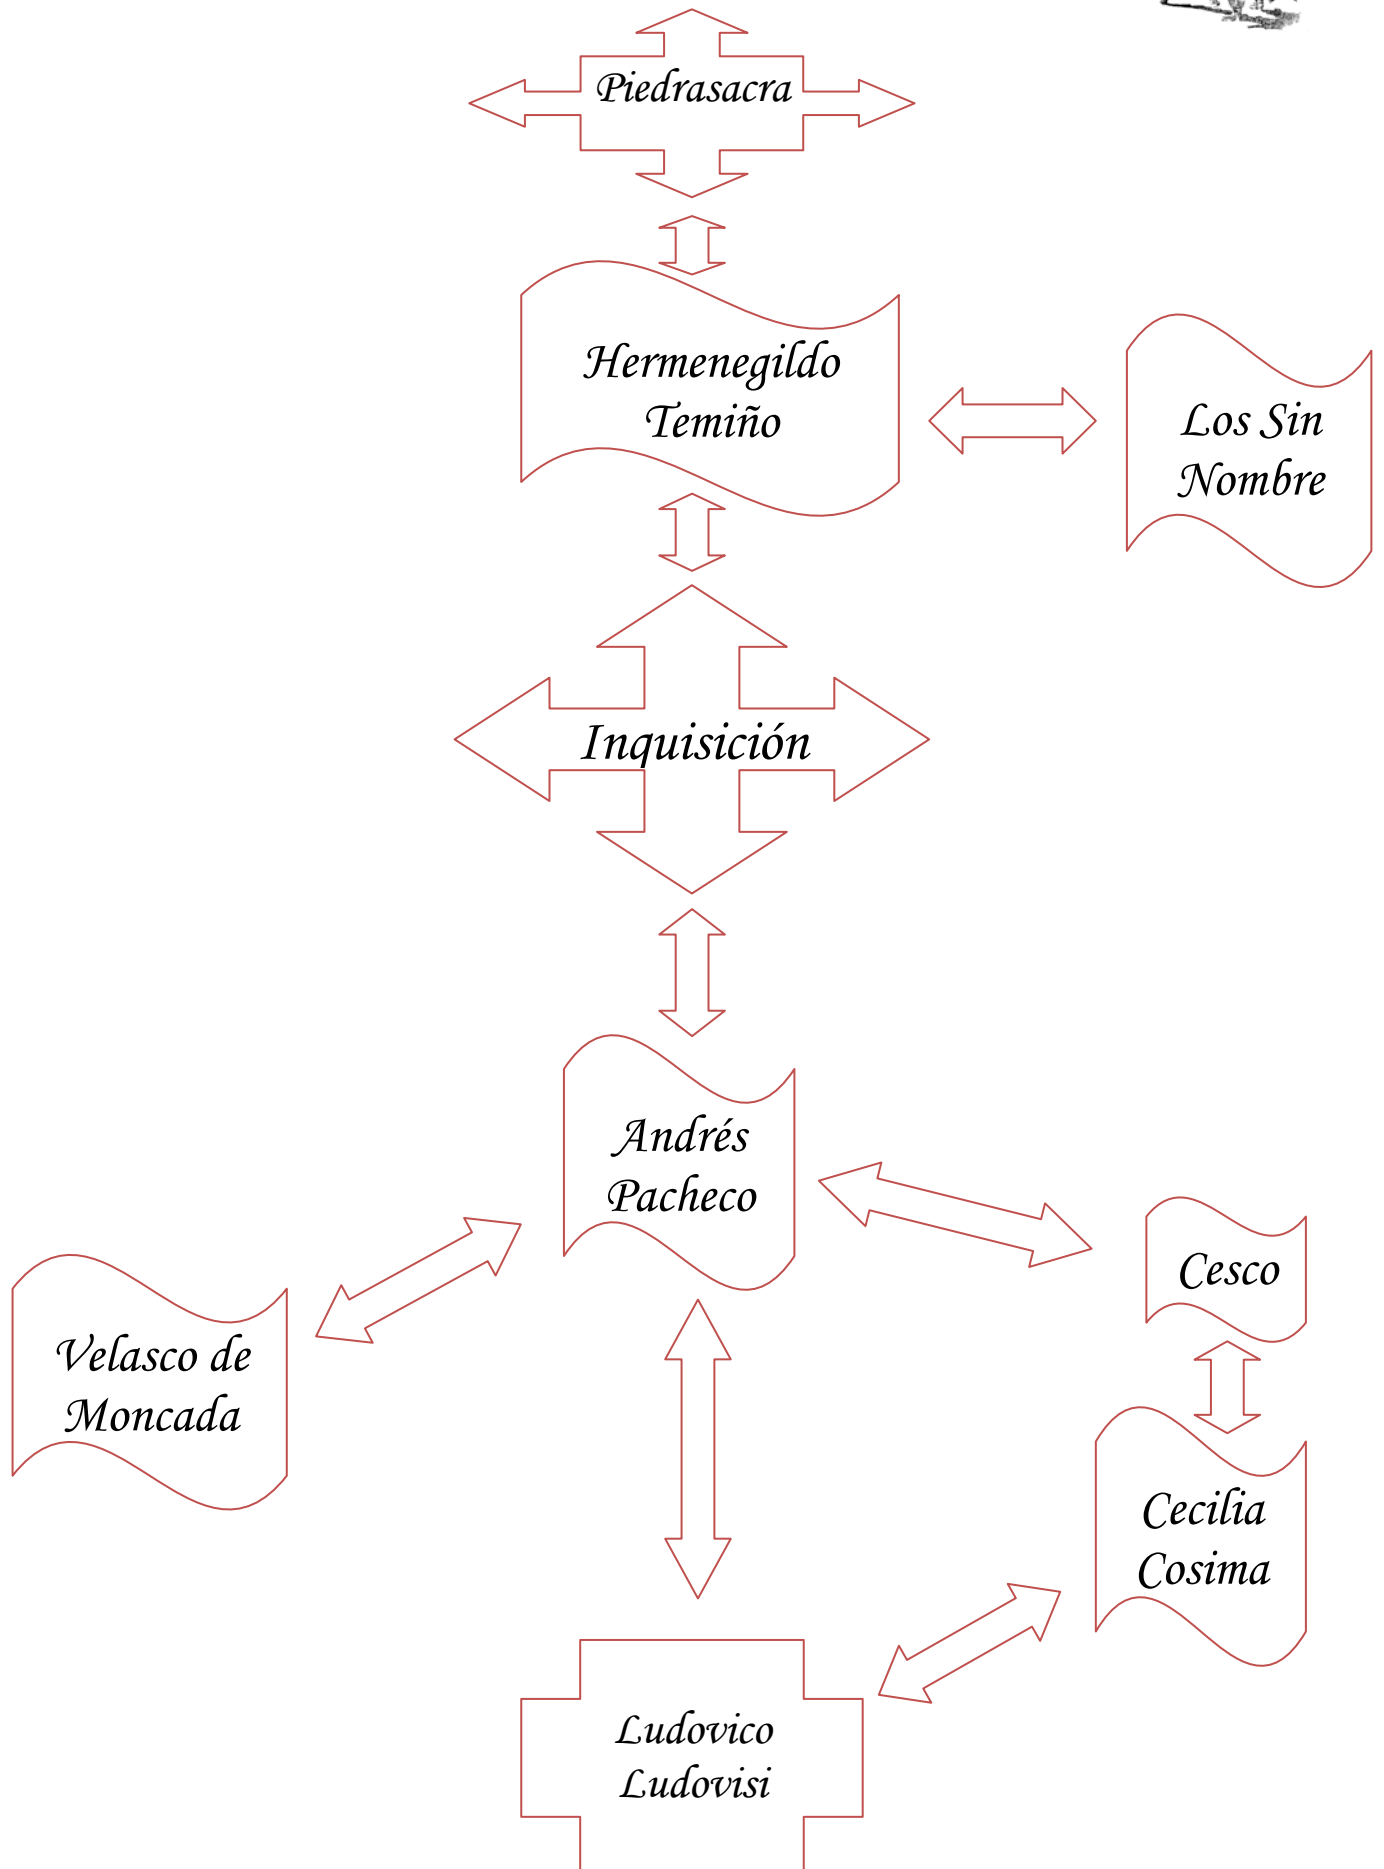 Piedrasacra
Hermenegildo
Temiño
Los Sin
Nombre
Inquisición
Andrés
Pacheco
Cesco
Velasco de
Moncada
Cecilia
Cosima
Ludovico
Ludovisi